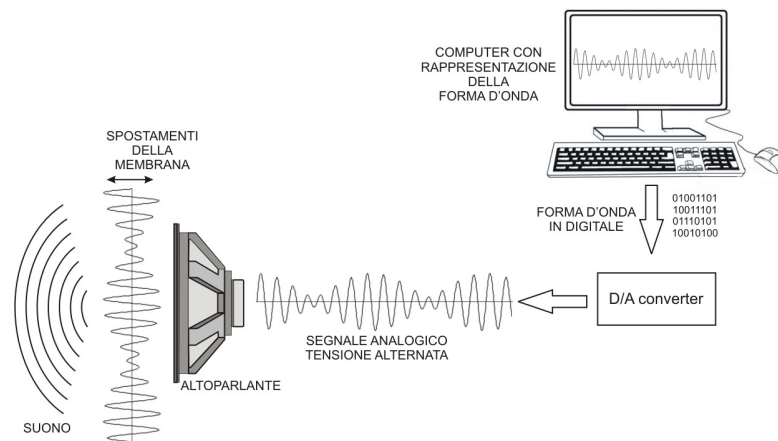 COMPUTER CON
RAPPRESENTAZIONE
DELLA
FORMA D'ONDA
SPOSTAMENTI
DELLA
MEMBRANA
FORMA D'ONDA
IN DIGITALE
01001101
10011101
01110101
10010100
D/A converter
SEGNALE ANALOGICO
TENSIONE ALTERNATA
ALTOPARLANTE
SUONO